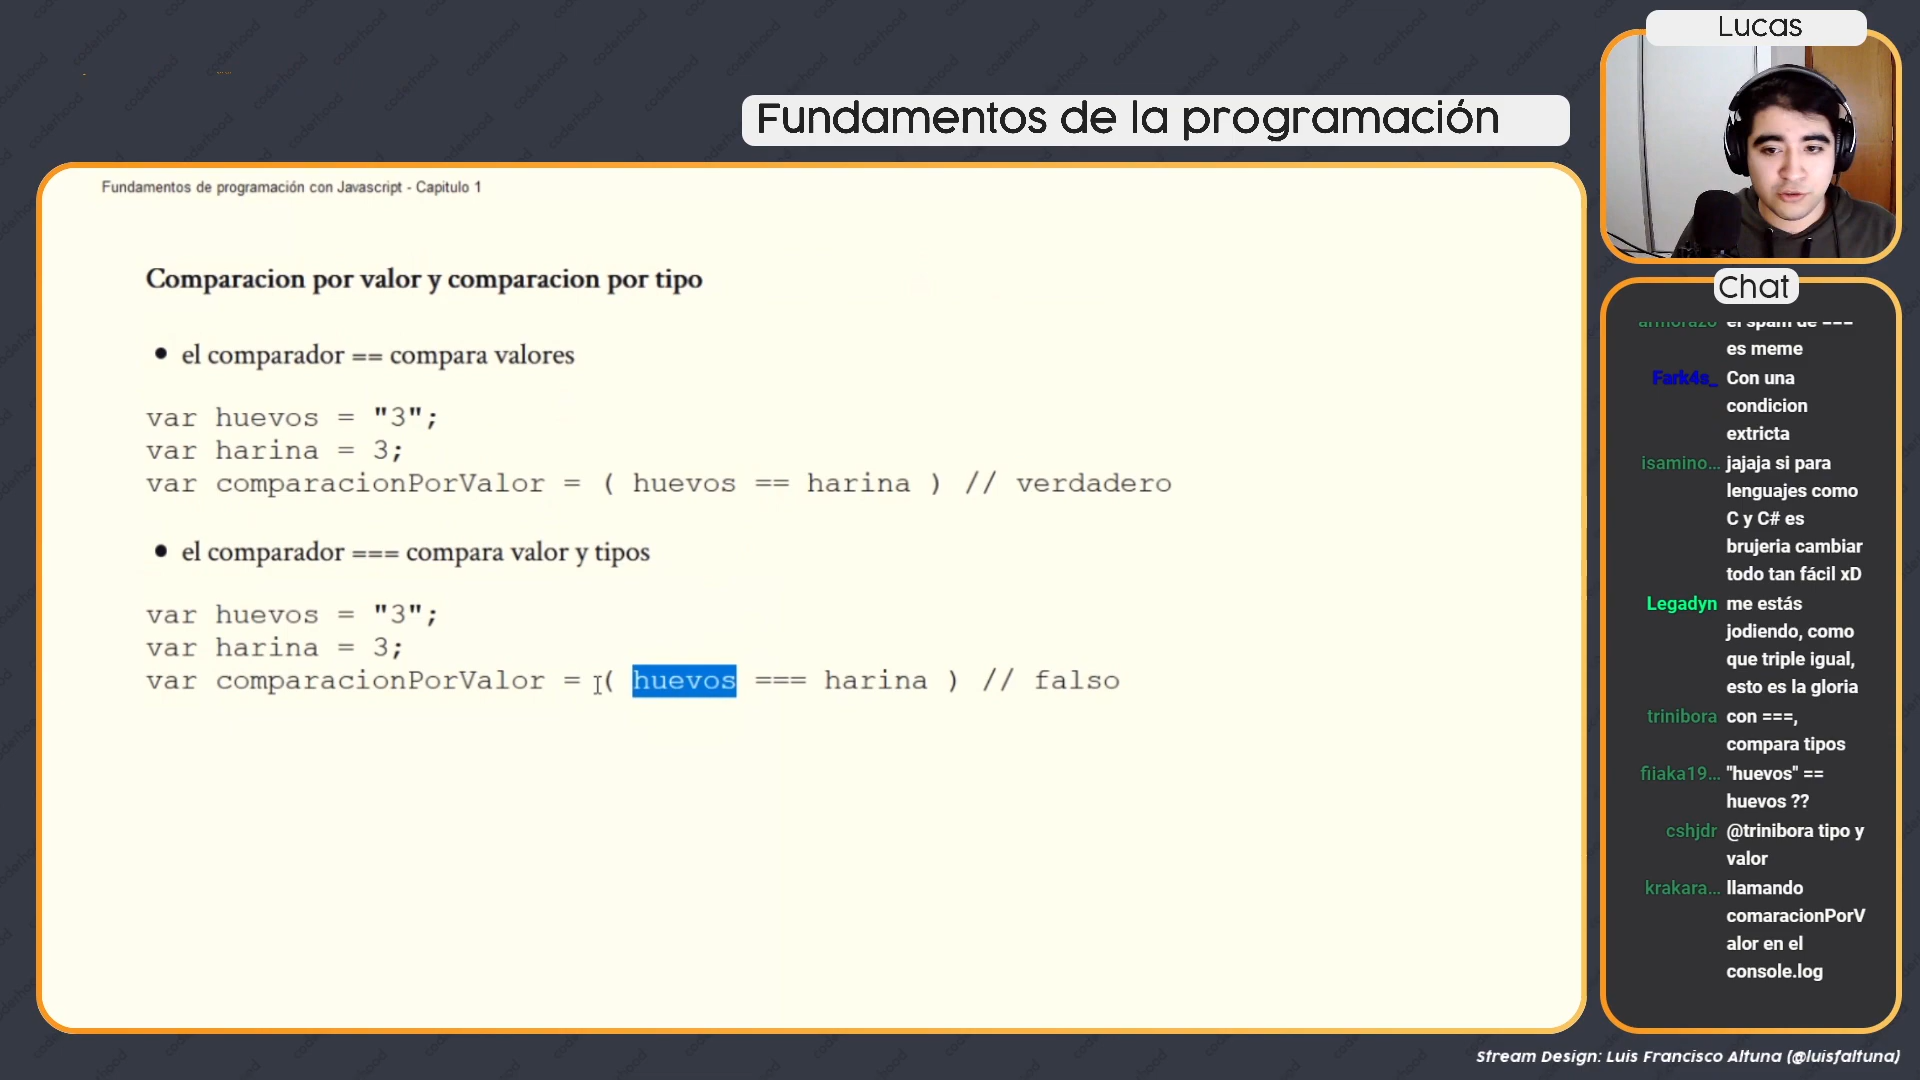 Lucas
Fundamentos de la programación
Fundamentos de programación con Javascript - Capitulo 1
Comparacion por valor y comparacion por tipo
• el comparador == compara valores
var huevos = "3";
var harina = 3;
var comparacionPorValor = ( huevos == harina ) // verdadero
• el comparador === compara valor y tipos
var huevos = "3";
var harina = 3;
var comparacionPorValor = ( huevos === harina ) // falso
Chat
el spam de ===
es meme
Fark4s_ Con una
condicion
extricta
isamino... jajaja si para
lenguajes como
C y C# es
brujeria cambiar
todo tan fácil xD
Legadyn me estás
jodiendo, como
que triple igual,
esto es la gloria
trinibora con ===,
compara tipos
fiiaka19... "huevos" ==
huevos ??
cshjdr @trinibora tipo y
valor
krakara... llamando
comaracionPorV
alor en el
console.log
Stream Design: Luis Francisco Altuna (@luisfaltuna)